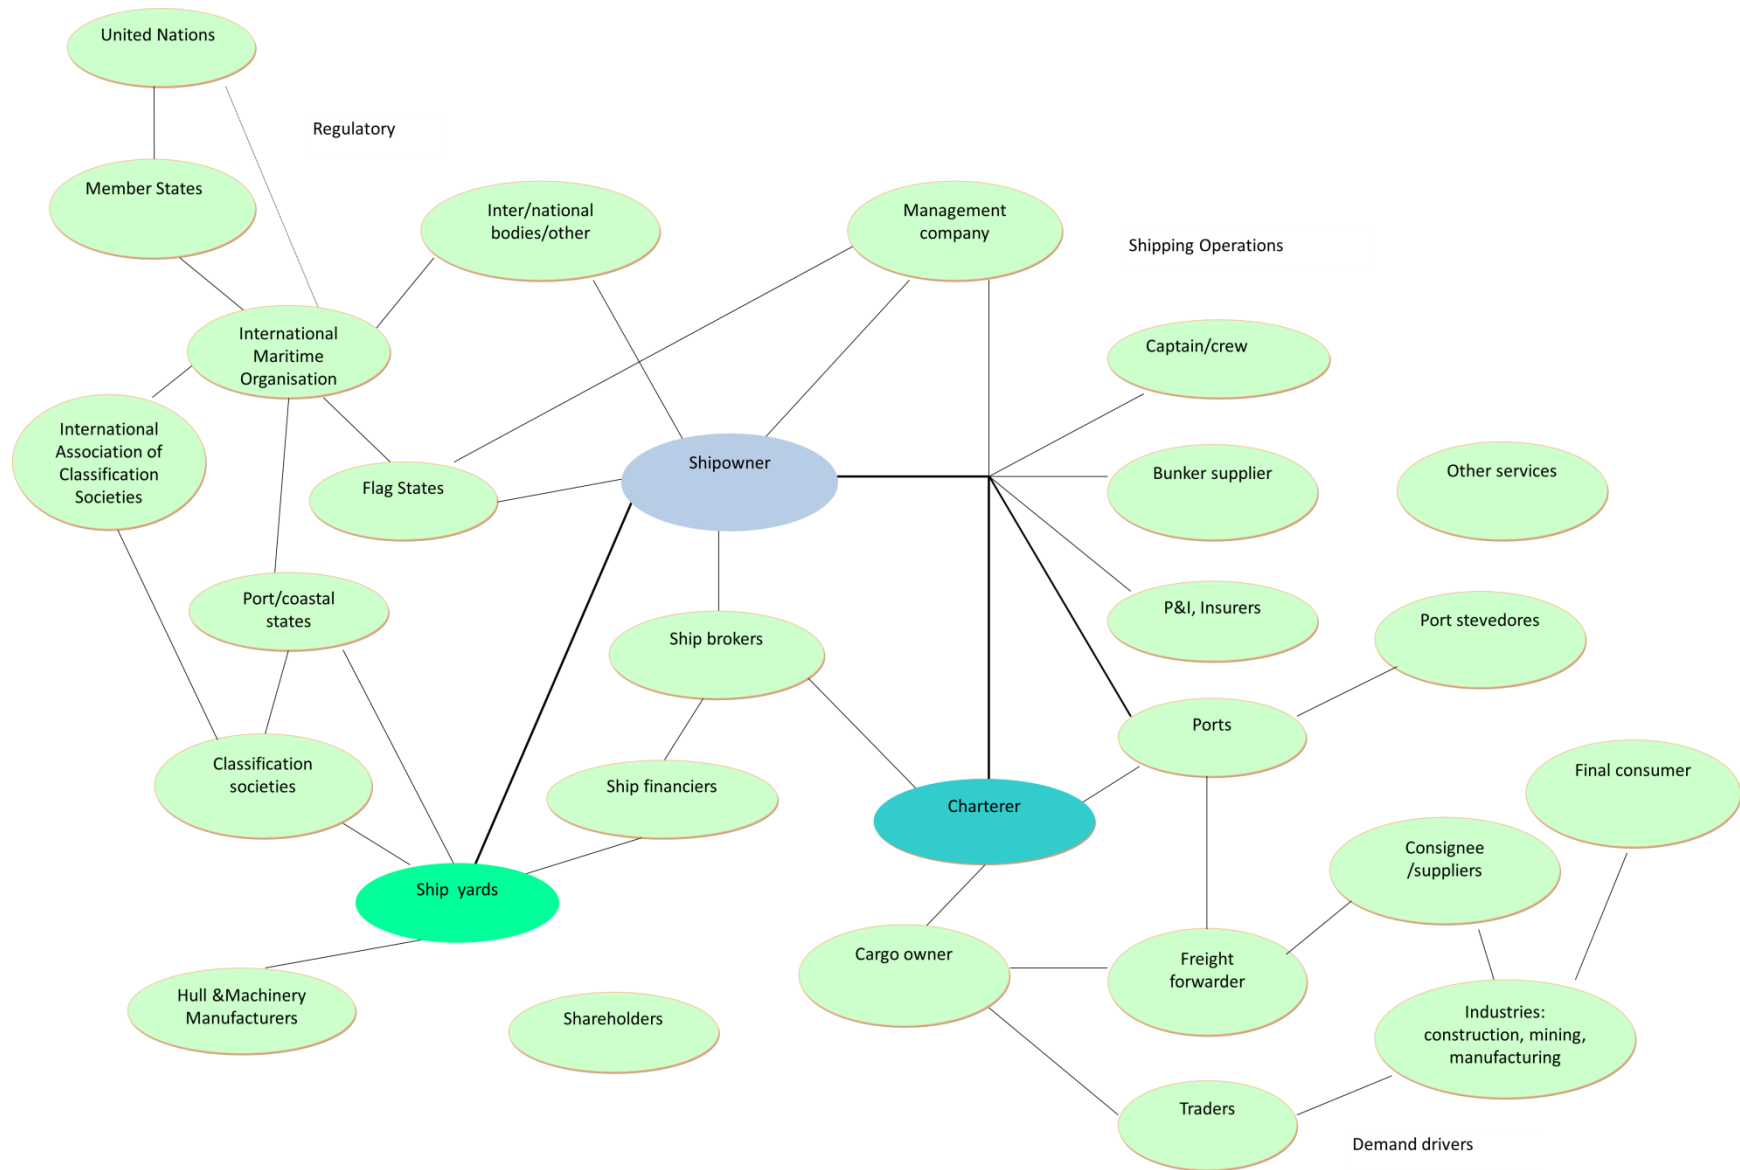 United Nations
Regulatory
Member States
Inter/national
bodies/other
Management
company
Shipping Operations
International
Maritime
Organisation
Captain/crew
International
Association of
Classification
Societies
Flag States
Shipowner
Bunker supplier
Other services
Port/coastal
states
Ship brokers
P&I, Insurers
Port stevedores
Ports
Classification
societies
Ship financiers
Charterer
Final consumer
Consignee
/suppliers
Ship  yards
Cargo owner
Freight
forwarder
Hull &Machinery
Manufacturers
Shareholders
Industries:
construction, mining,
manufacturing
Traders
Demand drivers